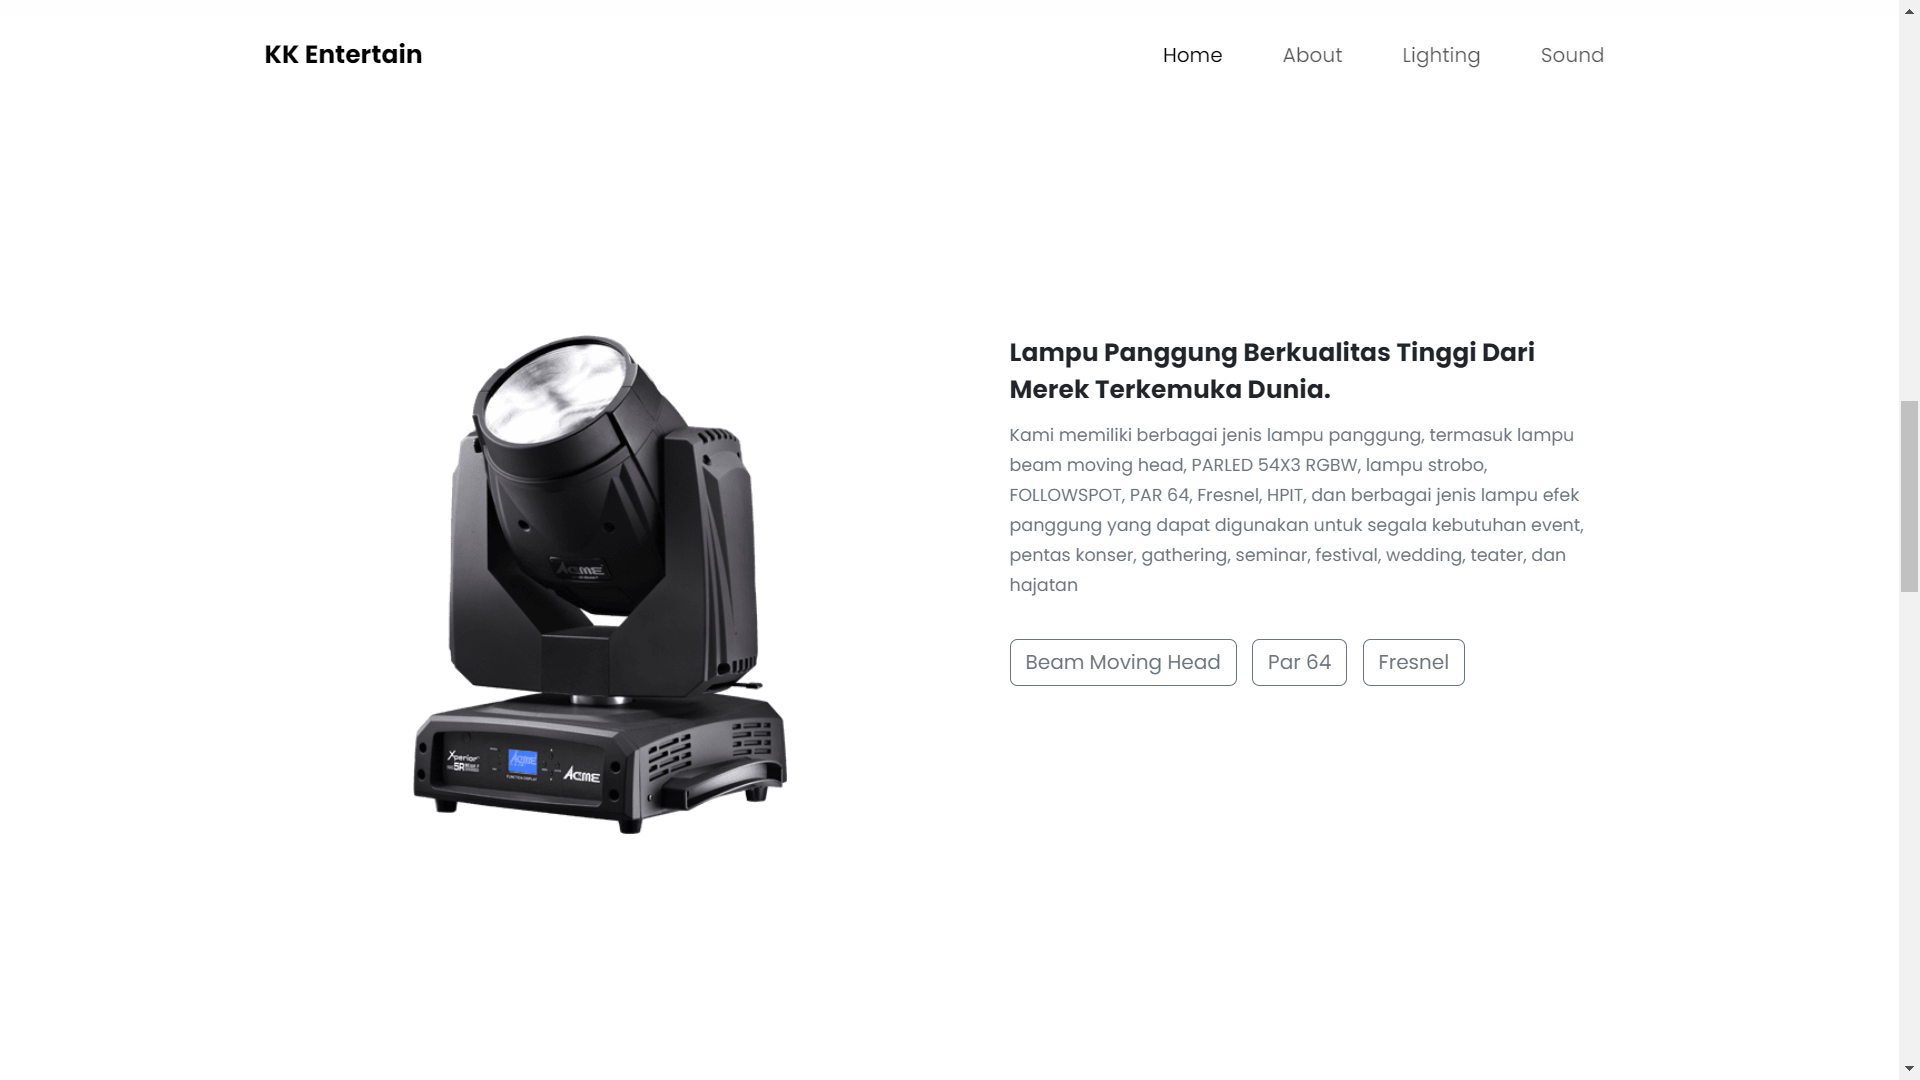 KK Entertain
Home
About
Lighting
Sound
Lampu Panggung Berkualitas Tinggi Dari
Merek Terkemuka Dunia.
Kami memiliki berbagai jenis lampu panggung, termasuk lampu
beam moving head, PARLED 54X3 RGBW, lampu strobo,
FOLLOWSPOT, PAR 64, Fresnel, HPIT, dan berbagai jenis lampu efek
panggung yang dapat digunakan untuk segala kebutuhan event,
pentas konser, gathering, seminar, festival, wedding, teater, dan
hajatan
Beam Moving Head
Par 64
Fresnel
ACME
Xperior
5R
ACME
ACME